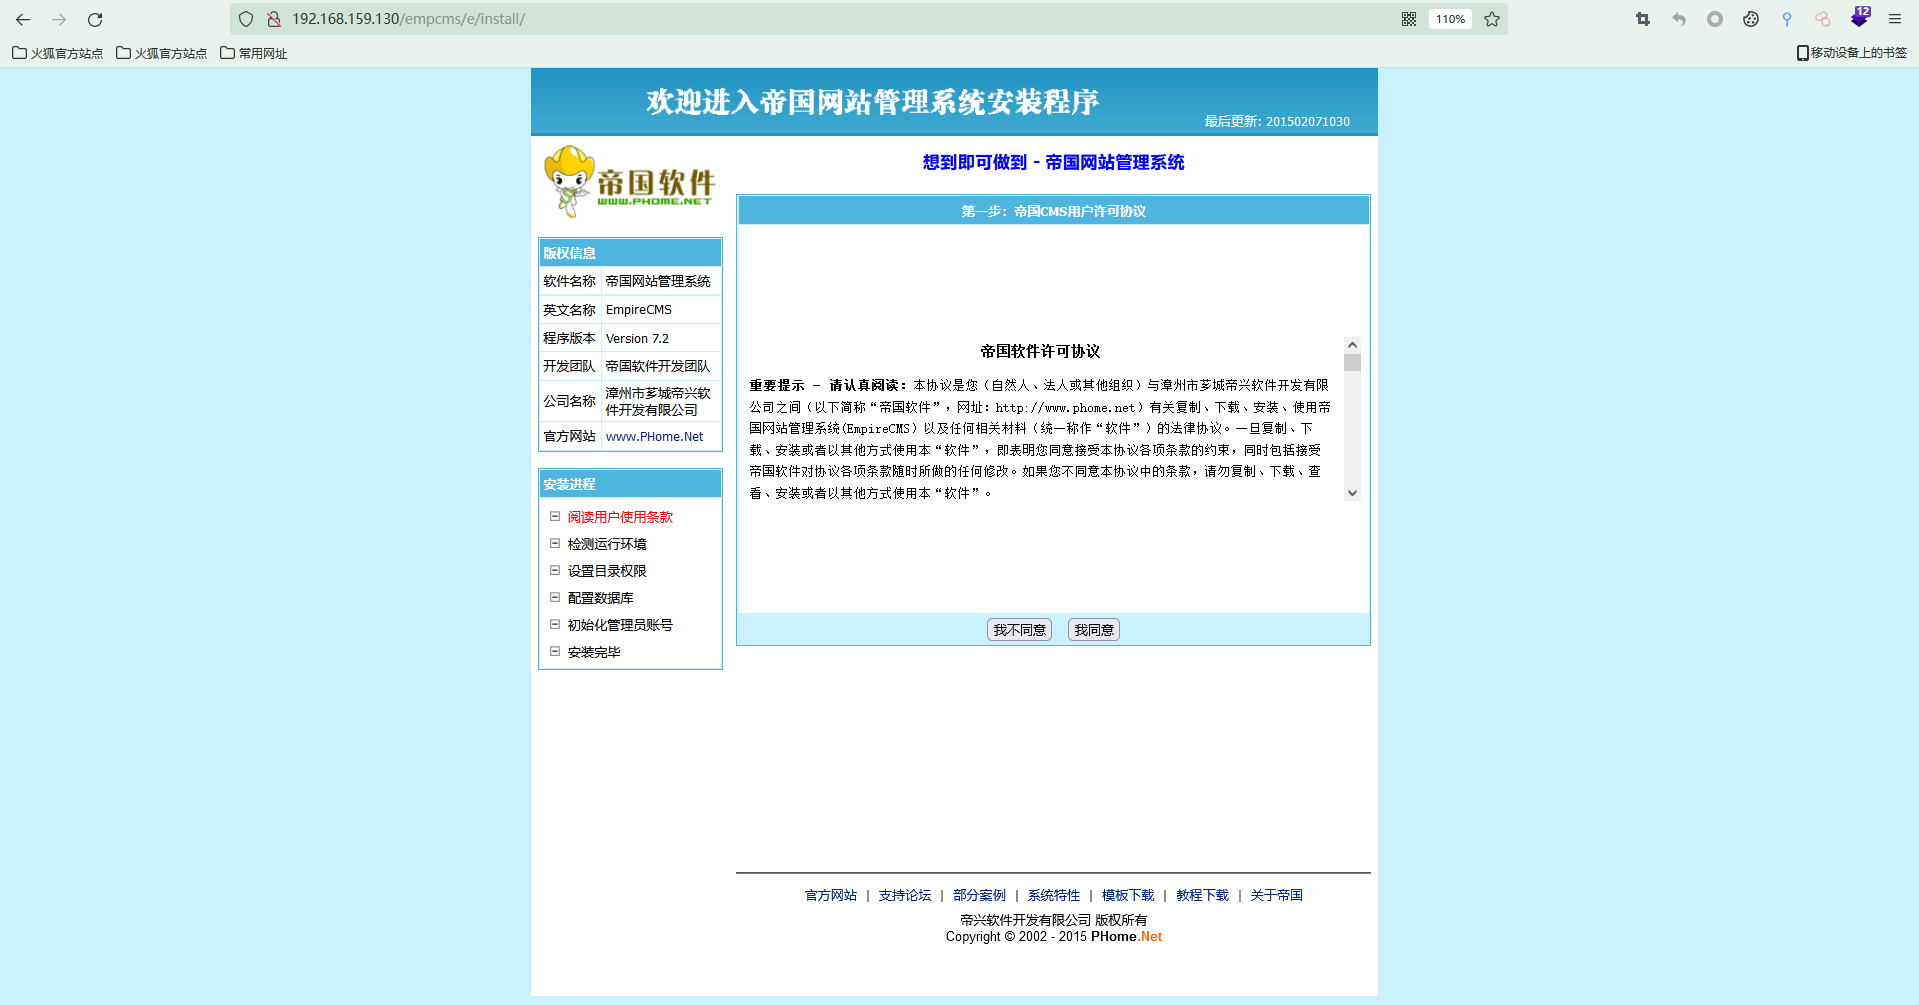 192.168.159.130/empcms/e/install/
110%
12
火狐官方站点
火狐官方站点
常用网址
移动设备上的书签
欢迎进入帝国网站管理系统安装程序
最后更新: 201502071030
帝国软件
WWW.PHOME.NET
想到即可做到 - 帝国网站管理系统
版权信息
软件名称 帝国网站管理系统
英文名称 EmpireCMS
程序版本 Version 7.2
开发团队 帝国软件开发团队
公司名称 漳州市芗城帝兴软
件开发有限公司
官方网站 www.PHome.Net
安装进程
阅读用户使用条款
检测运行环境
设置目录权限
配置数据库
初始化管理员账号
安装完毕
第一步：帝国CMS用户许可协议
帝国软件许可协议
重要提示 － 请认真阅读：本协议是您（自然人、法人或其他组织）与漳州市芗城帝兴软件开发有限
公司之间（以下简称“帝国软件”，网址：http://www.phome.net）有关复制、下载、安装、使用帝
国网站管理系统(EmpireCMS）以及任何相关材料（统一称作“软件”）的法律协议。一旦复制、下
载、安装或者以其他方式使用本“软件”，即表明您同意接受本协议各项条款的约束，同时包括接受
帝国软件对协议各项条款随时所做的任何修改。如果您不同意本协议中的条款，请勿复制、下载、查
看、安装或者以其他方式使用本“软件”。
我不同意 我同意
官方网站 | 支持论坛 | 部分案例 | 系统特性 | 模板下载 | 教程下载 | 关于帝国
帝兴软件开发有限公司 版权所有
Copyright © 2002 - 2015 PHome.Net